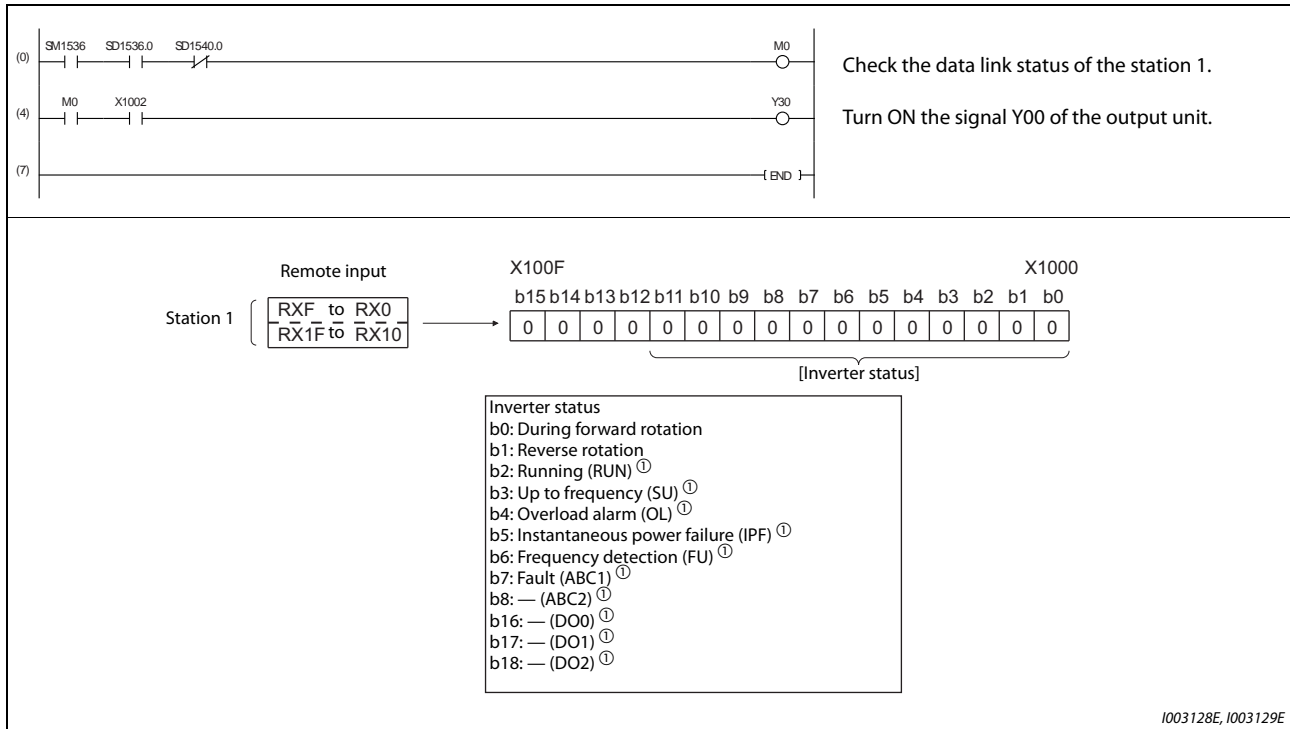 SM1536 SD1536.0 SD1540.0 M0
(0)
Check the data link status of the station 1.
M0 X1002 Y30
(4)
Turn ON the signal Y00 of the output unit.
(7) END
Remote input X100F X1000
b15 b14 b13 b12 b11 b10 b9 b8 b7 b6 b5 b4 b3 b2 b1 b0
Station 1 RXF to RX0
RX1F to RX10
0 0 0 0 0 0 0 0 0 0 0 0 0 0 0 0
[Inverter status]
Inverter status
b0: During forward rotation
b1: Reverse rotation
b2: Running (RUN) ①
b3: Up to frequency (SU) ①
b4: Overload alarm (OL) ①
b5: Instantaneous power failure (IPF) ①
b6: Frequency detection (FU) ①
b7: Fault (ABC1) ①
b8: — (ABC2) ①
b16: — (DO0) ①
b17: — (DO1) ①
b18: — (DO2) ①
I003128E, I003129E